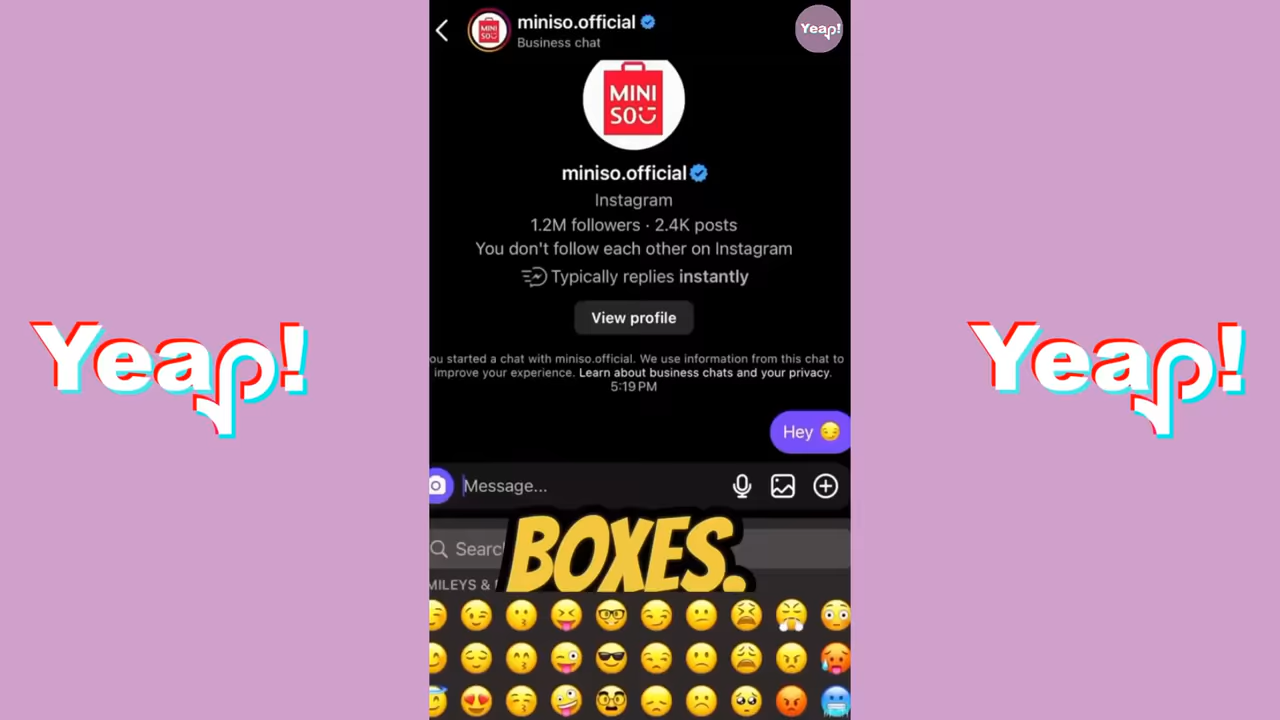 miniso.official
Business chat
Yeap!
MINI
SO
MINI
SO
miniso.official
Instagram
1.2M followers · 2.4K posts
You don't follow each other on Instagram
Typically replies instantly
View profile
ou started a chat with miniso.official. We use information from this chat to
improve your experience. Learn about business chats and your privacy.
5:19 PM
Yeap!
Yeap!
Hey 😏
Message...
BOXES.
Searc
MILEYS &